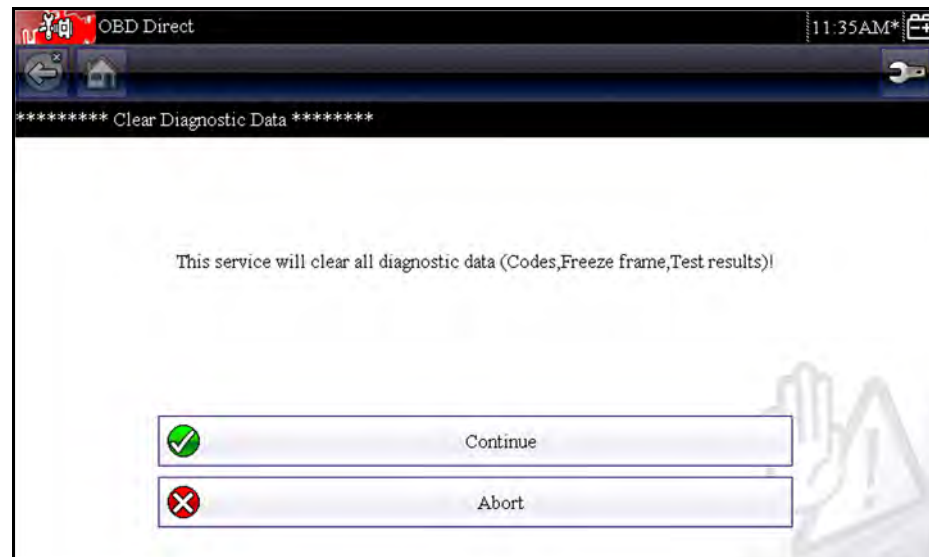 OBD Direct
11:35AM*
********* Clear Diagnostic Data ********
This service will clear all diagnostic data (Codes,Freeze frame,Test results)!
Continue
Abort